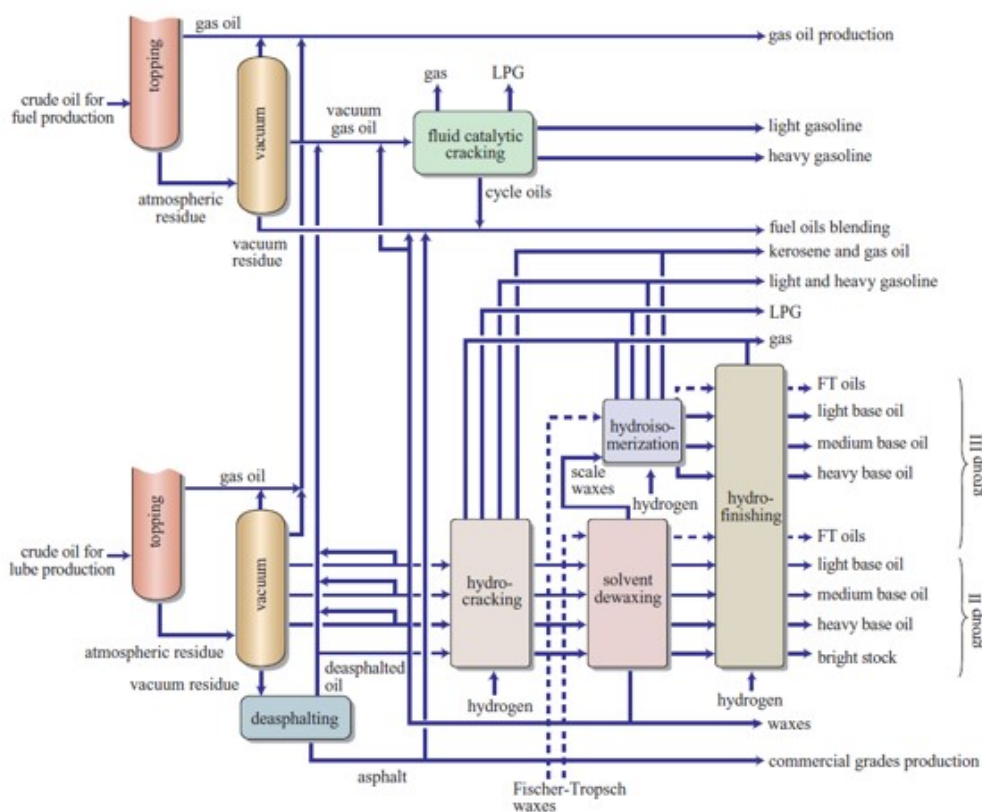 gas oil
gas oil production
topping
crude oil for
fuel production
vacuum
vacuum
gas oil
gas
LPG
fluid catalytic
cracking
light gasoline
heavy gasoline
atmospheric
residue
cycle oils
vacuum
residue
fuel oils blending
kerosene and gas oil
light and heavy gasoline
LPG
gas
FT oils
light base oil
medium base oil
heavy base oil
group III
hydroiso-
merization
scale
waxes
hydrogen
hydro-
finishing
gas oil
topping
crude oil for
lube production
vacuum
FT oils
light base oil
medium base oil
heavy base oil
bright stock
group II
hydro-
cracking
solvent
dewaxing
atmospheric residue
vacuum residue
deasphalted
oil
hydrogen
hydrogen
deasphalting
waxes
asphalt
commercial grades production
Fischer-Tropsch
waxes